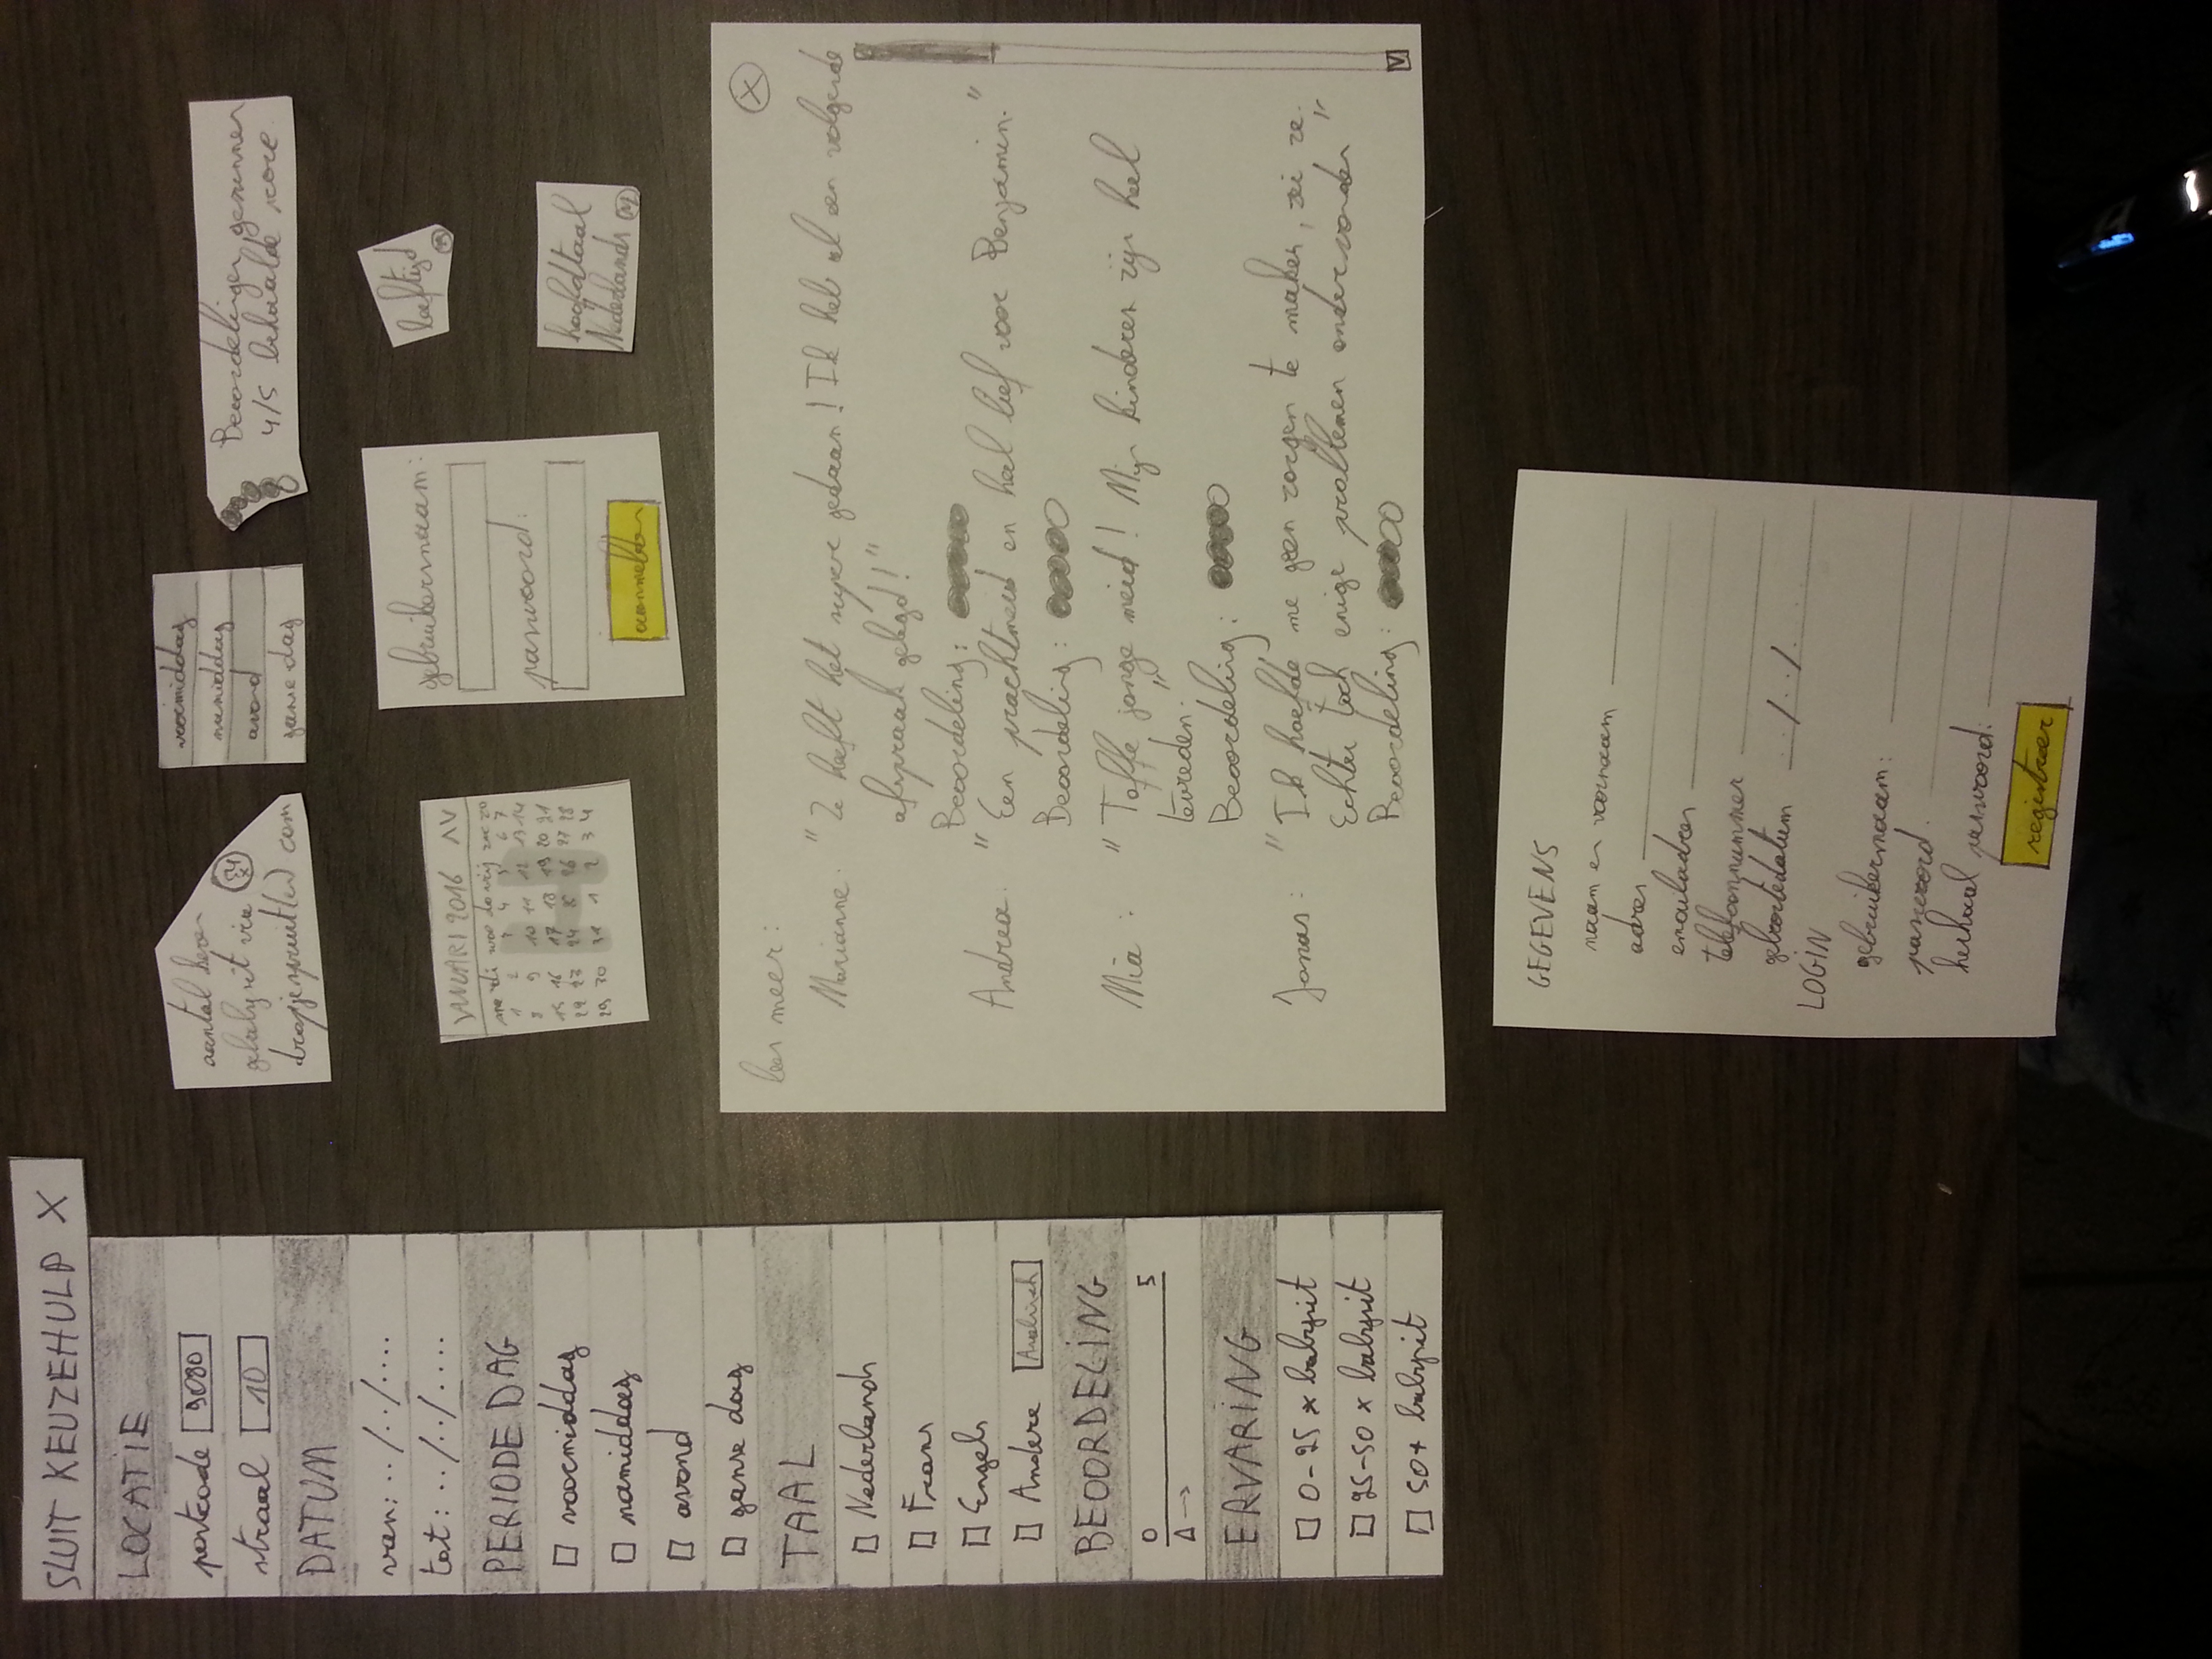 SLUIT KEUZEHULP X
LOCATIE
postcode 9080
straal 10
DATUM
van: ../../....
tot: ../../....
PERIODE DAG
voormiddag
namiddag
avond
ganse dag
TAAL
Nederlands
Frans
Engels
Andere
BEOORDELING
0 5
ERVARING
0-25 x babysit
25-50 x babysit
50+ babysit
aantal keren
gebabysit via
voormiddag
namiddag
avond
ganse dag
Beoordelingen
4/5 behaalde score
JANUARI 2016
ma di woe do vrij za zo
1 2 3 4 5 6 7
8 9 10 11 12 13 14
15 16 17 18 19 20 21
22 23 24 25 26 27 28
29 30 31 1 2 3 4
gebruikersnaam:
paswoord:
aanmelden
leeftijd
hoofdtaal
Nederlands
lees meer: X
Marianne: "Ze heeft het super gedaan! Ik heb al een volgende
afspraak gelegd!"
Beoordeling:
Andrea: "Een prachtmeid en heel lief voor Benjamin."
Beoordeling:
Mia: "Toffe jonge meid! Mijn kinderen zijn heel
tevreden."
Beoordeling:
Jonas: "Ik hoefde me geen zorgen te maken, zei ze.
Echter toch enige problemen ondervonden"
Beoordeling:
GEGEVENS
naam en voornaam
adres
emailadres
telefoonnummer
geboortedatum ../../..
LOGIN
gebruikersnaam:
paswoord
herhaal paswoord:
registreer